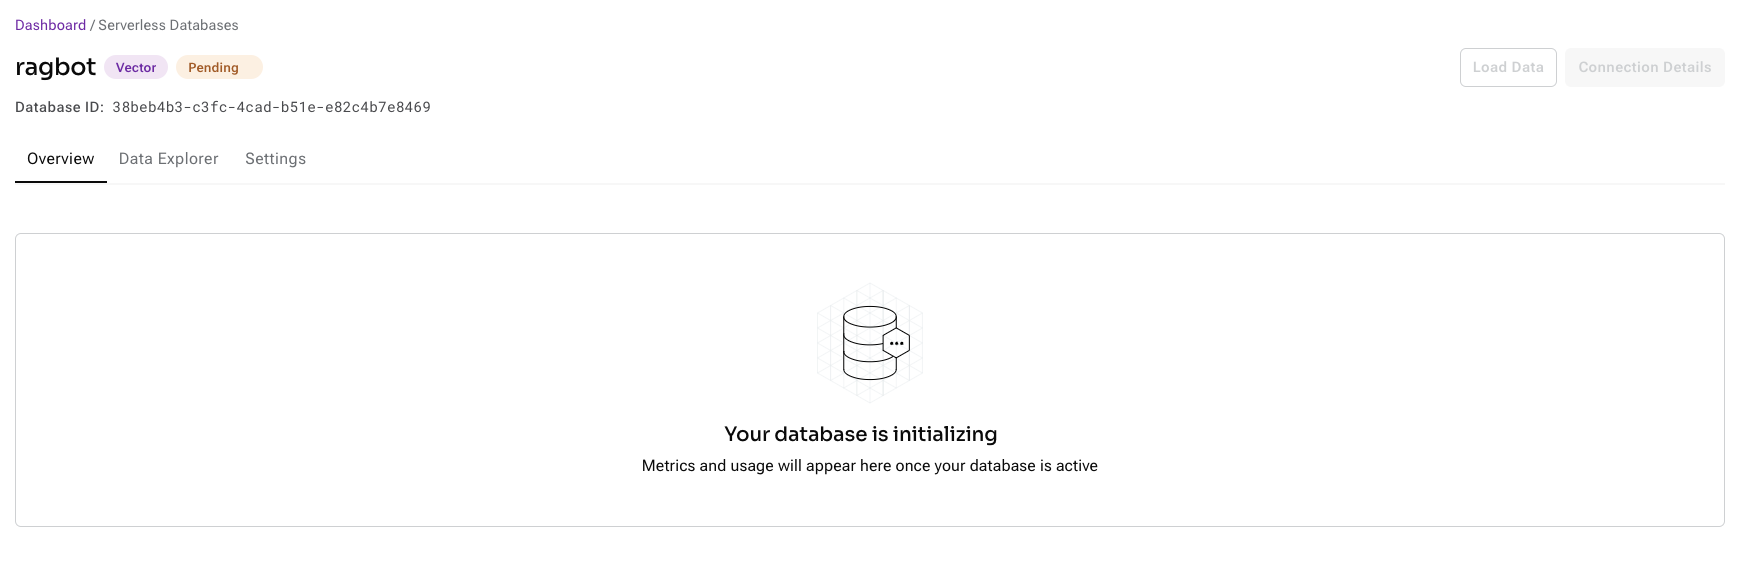 Dashboard / Serverless Databases
ragbot Vector Pending Load Data Connection Details
Database ID: 38beb4b3-c3fc-4cad-b51e-e82c4b7e8469
Overview Data Explorer Settings
Your database is initializing
Metrics and usage will appear here once your database is active